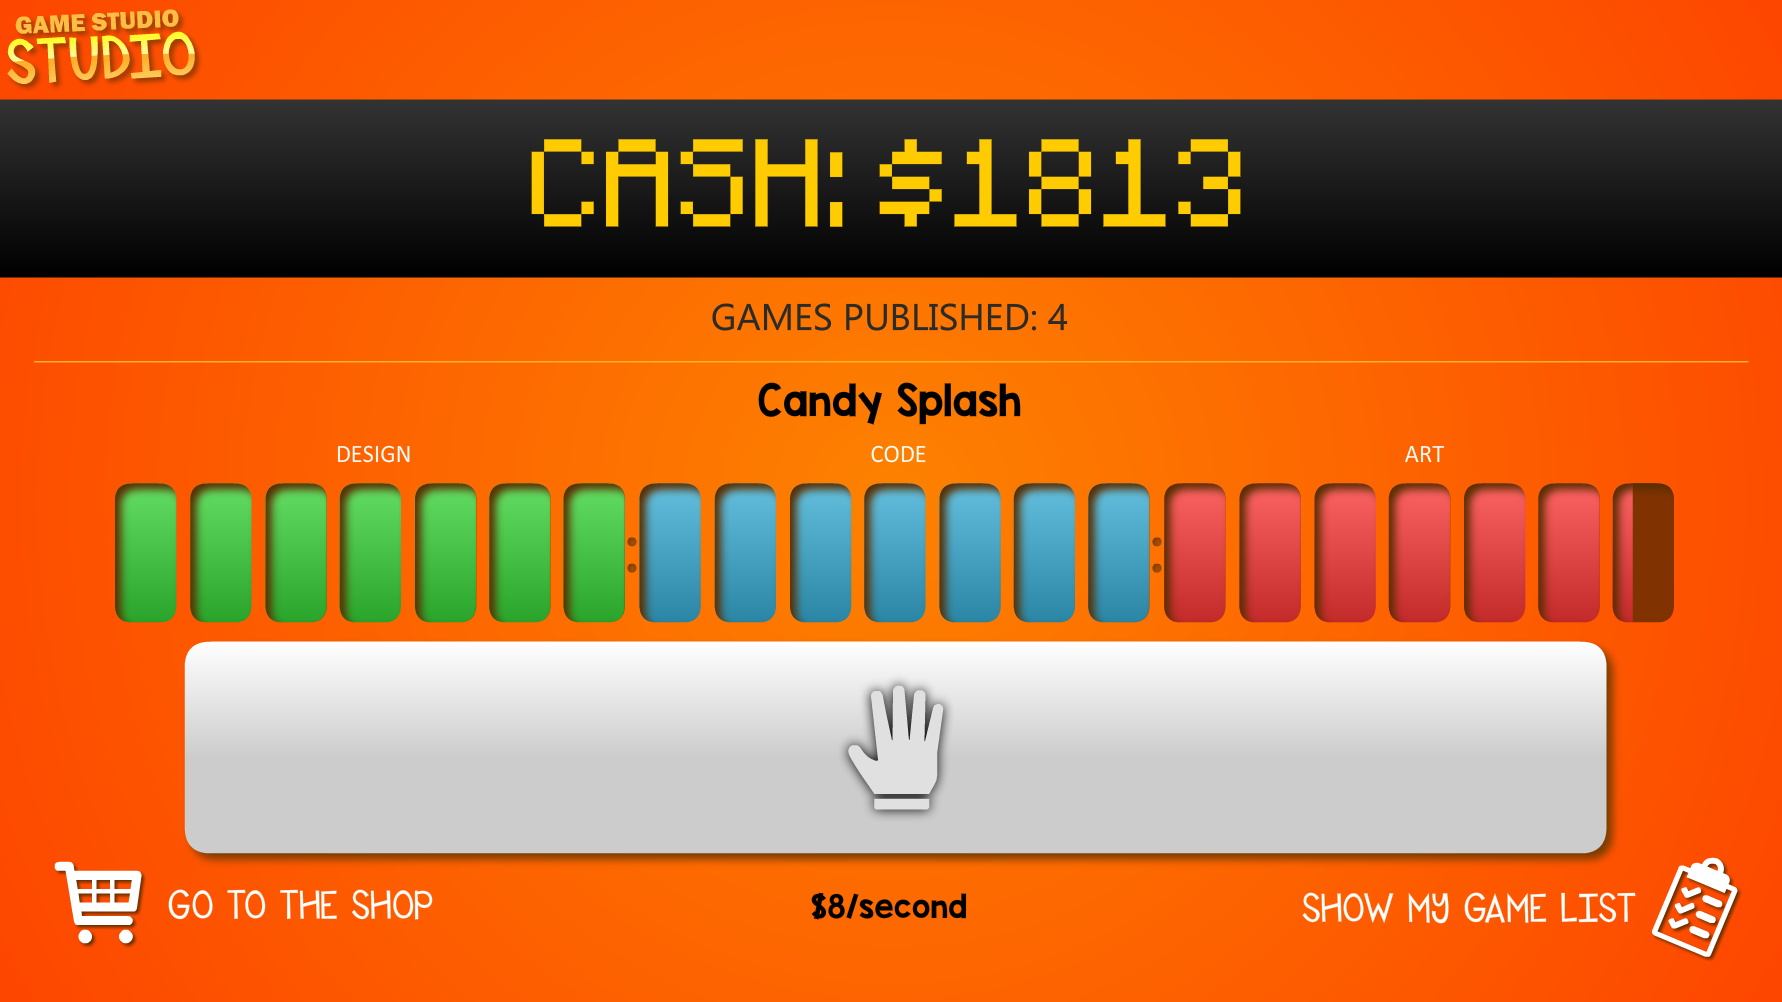 GAME STUDIO
STUDIO
CASH: $1813
GAMES PUBLISHED: 4
Candy Splash
DESIGN CODE ART
GO TO THE SHOP
$8/second
SHOW MY GAME LIST